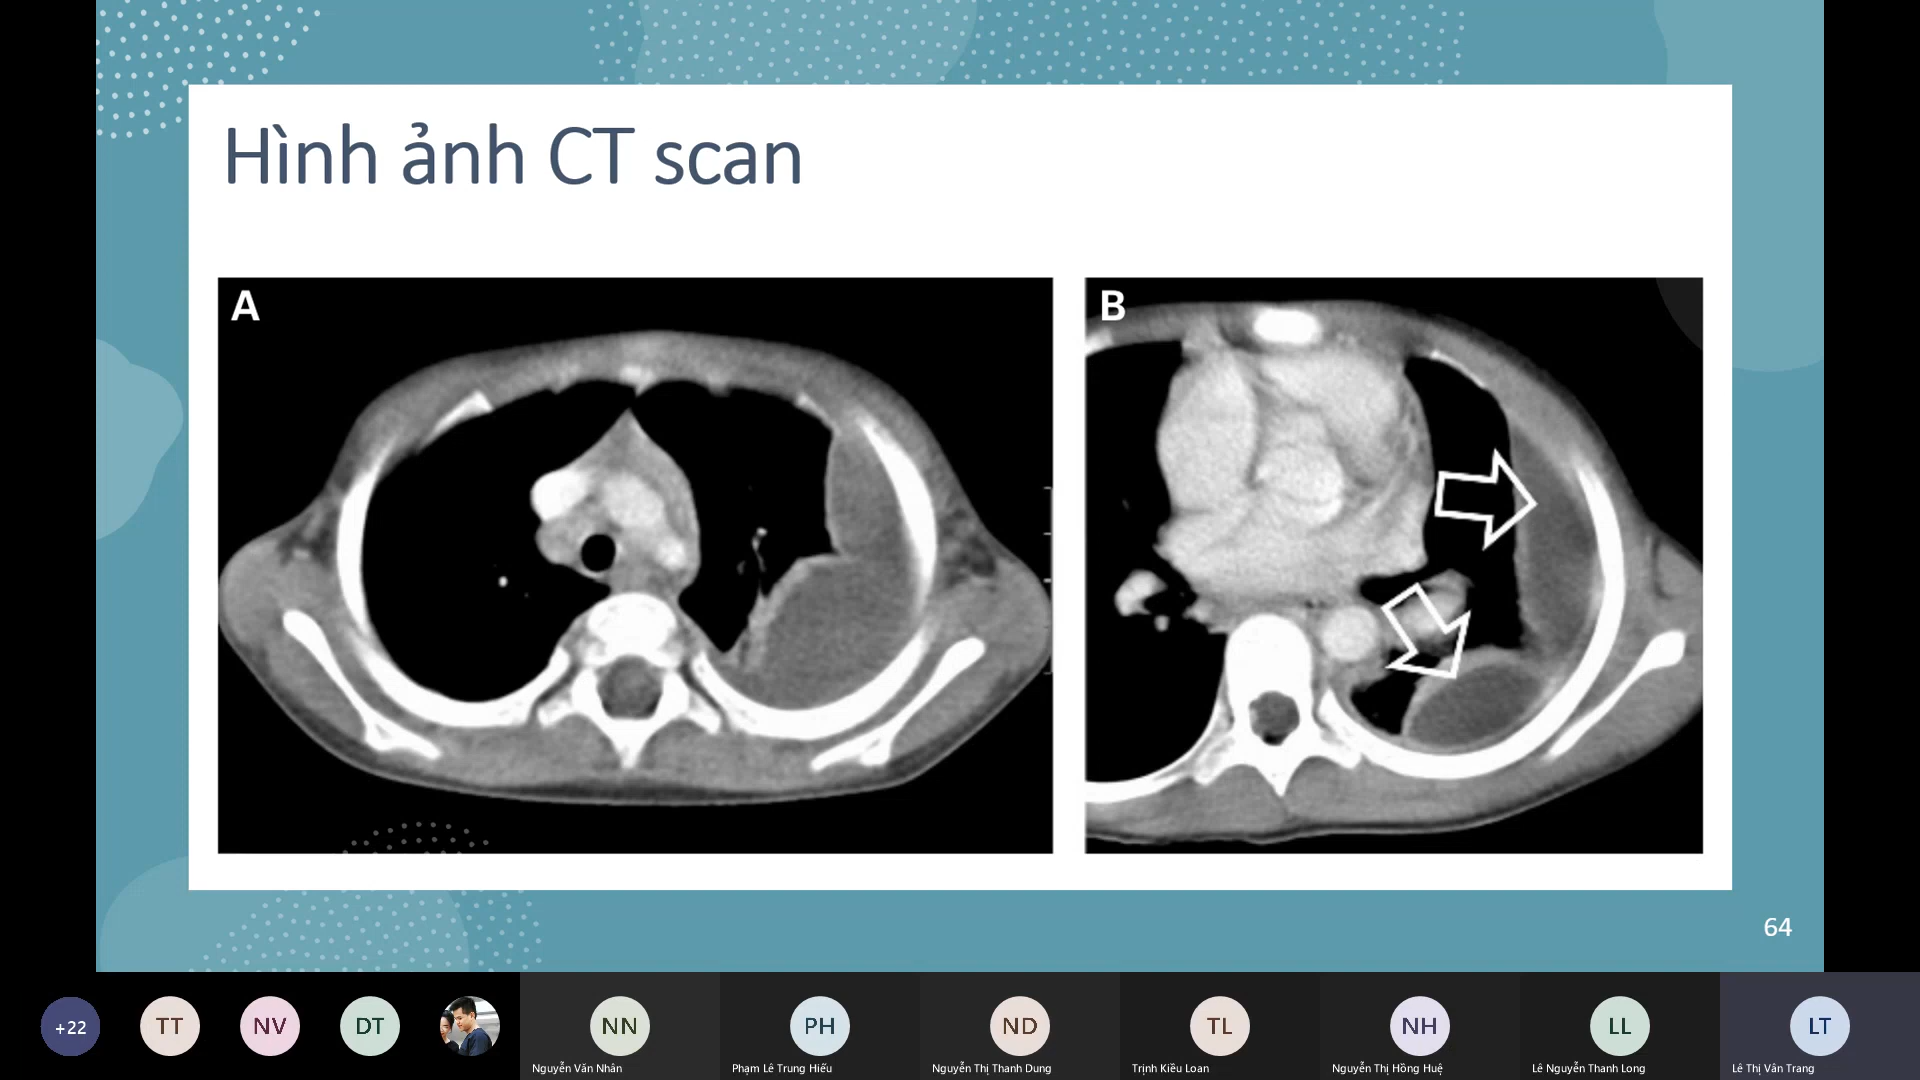 Hình ảnh CT scan
A
B
64
+22
TT
NV
DT
NN
PH
ND
TL
NH
LL
LT
Nguyễn Văn Nhân
Phạm Lê Trung Hiếu
Nguyễn Thị Thanh Dung
Trịnh Kiều Loan
Nguyễn Thị Hồng Huệ
Lê Nguyễn Thanh Long
Lê Thị Vân Trang